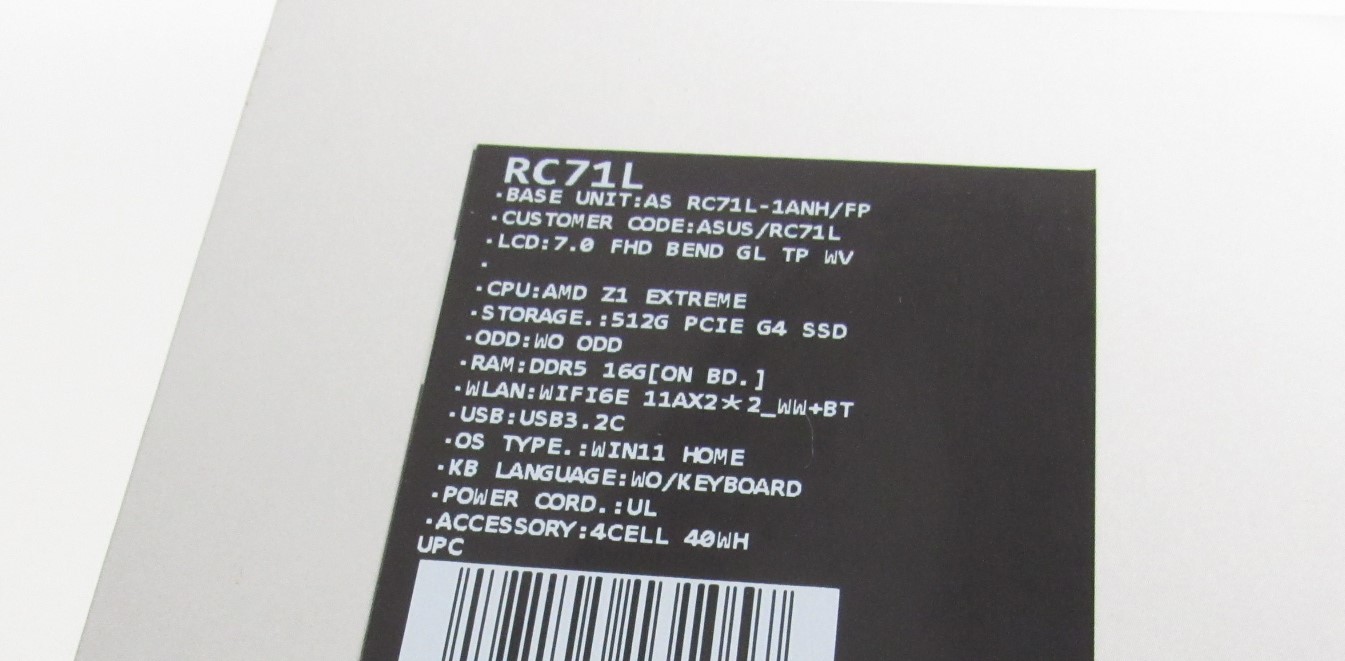 RC71L
·BASE UNIT:AS RC71L-1ANH/FP
·CUSTOMER CODE:ASUS/RC71L
·LCD:7.0 FHD BEND GL TP WV
·
·CPU:AMD Z1 EXTREME
·STORAGE.:512G PCIE G4 SSD
·ODD:WO ODD
·RAM:DDR5 16G[ON BD.]
·WLAN:WIFI6E 11AX2*2_WW+BT
·USB:USB3.2C
·OS TYPE.:WIN11 HOME
·KB LANGUAGE:WO/KEYBOARD
·POWER CORD.:UL
·ACCESSORY:4CELL 40WH
UPC